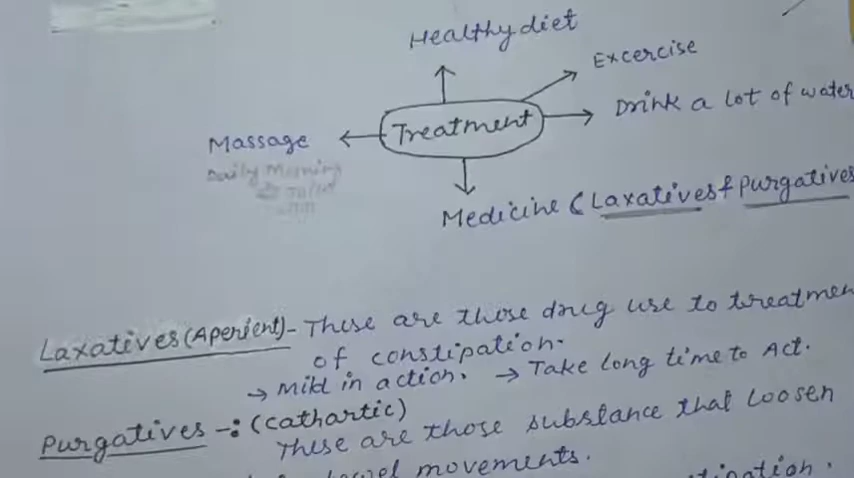 Healthy diet
Excercise
Drink a lot of water
Treatment
Massage
Daily Morning
Medicine (Laxatives & Purgatives
Laxatives (Aperient) - These are those drug use to treatmen
of constipation.
→ Mild in action. → Take long time to Act.
Purgatives -: (Cathartic)
These are those substance that loosen
bowel movements.